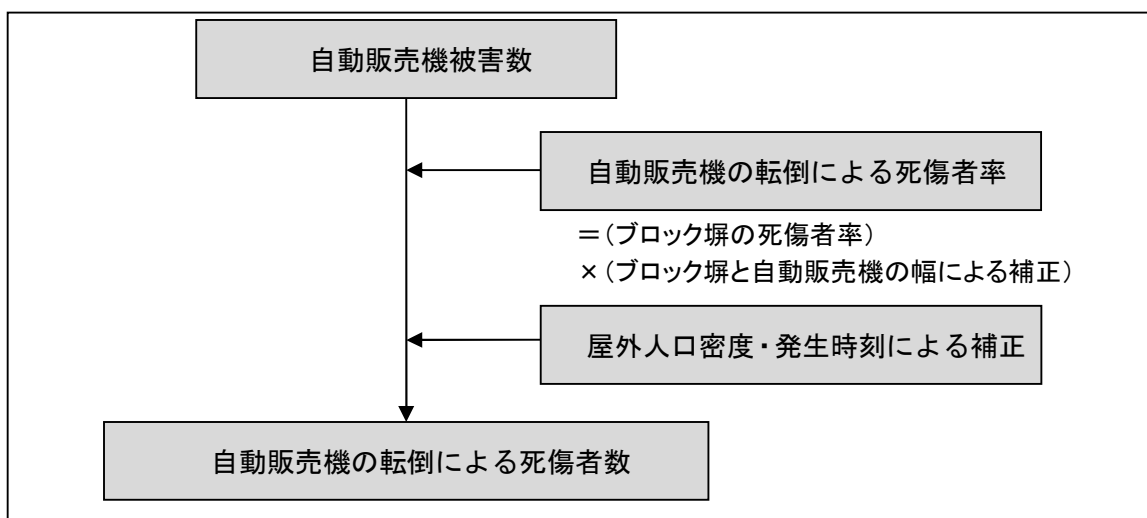 自動販売機被害数
自動販売機の転倒による死傷者率
＝（ブロック塀の死傷者率）
×（ブロック塀と自動販売機の幅による補正）
屋外人口密度・発生時刻による補正
自動販売機の転倒による死傷者数